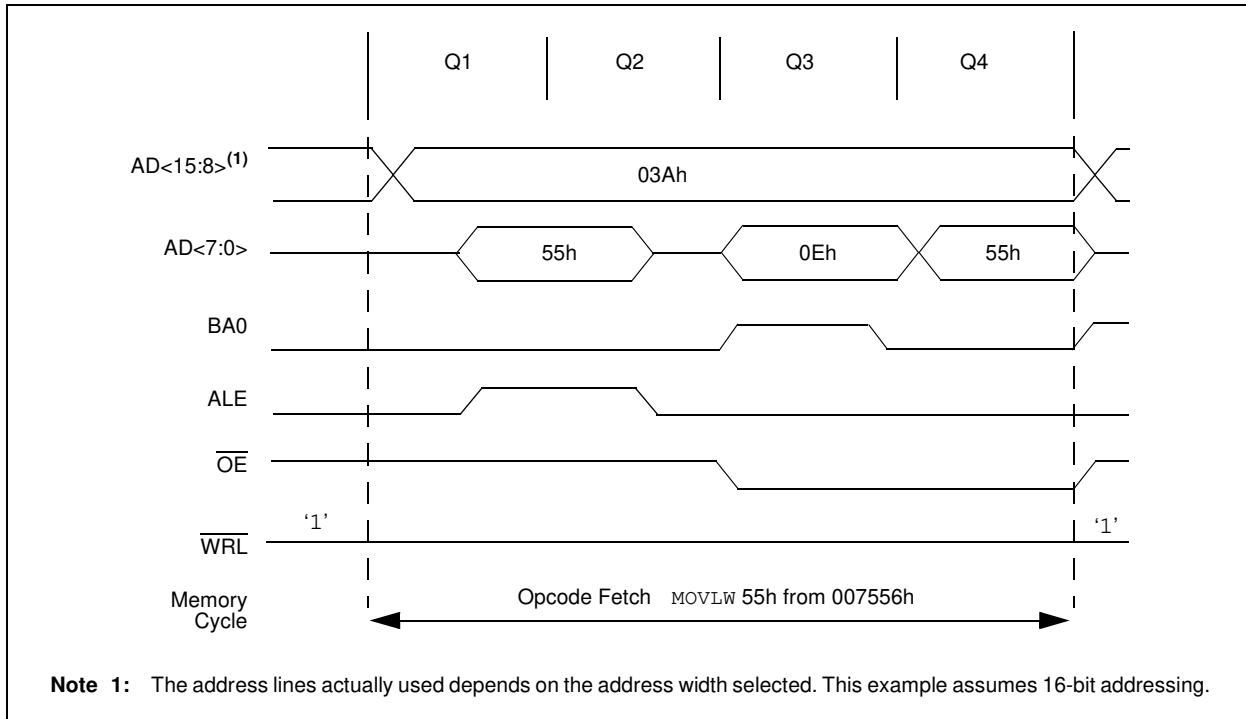 Q1 Q2 Q3 Q4
AD<15:8>(1)
03Ah
AD<7:0>
55h 0Eh 55h
BA0
ALE
OE
‘1’ ‘1’
WRL
Memory
Cycle
Opcode Fetch MOVLW 55h from 007556h
Note 1: The address lines actually used depends on the address width selected. This example assumes 16-bit addressing.